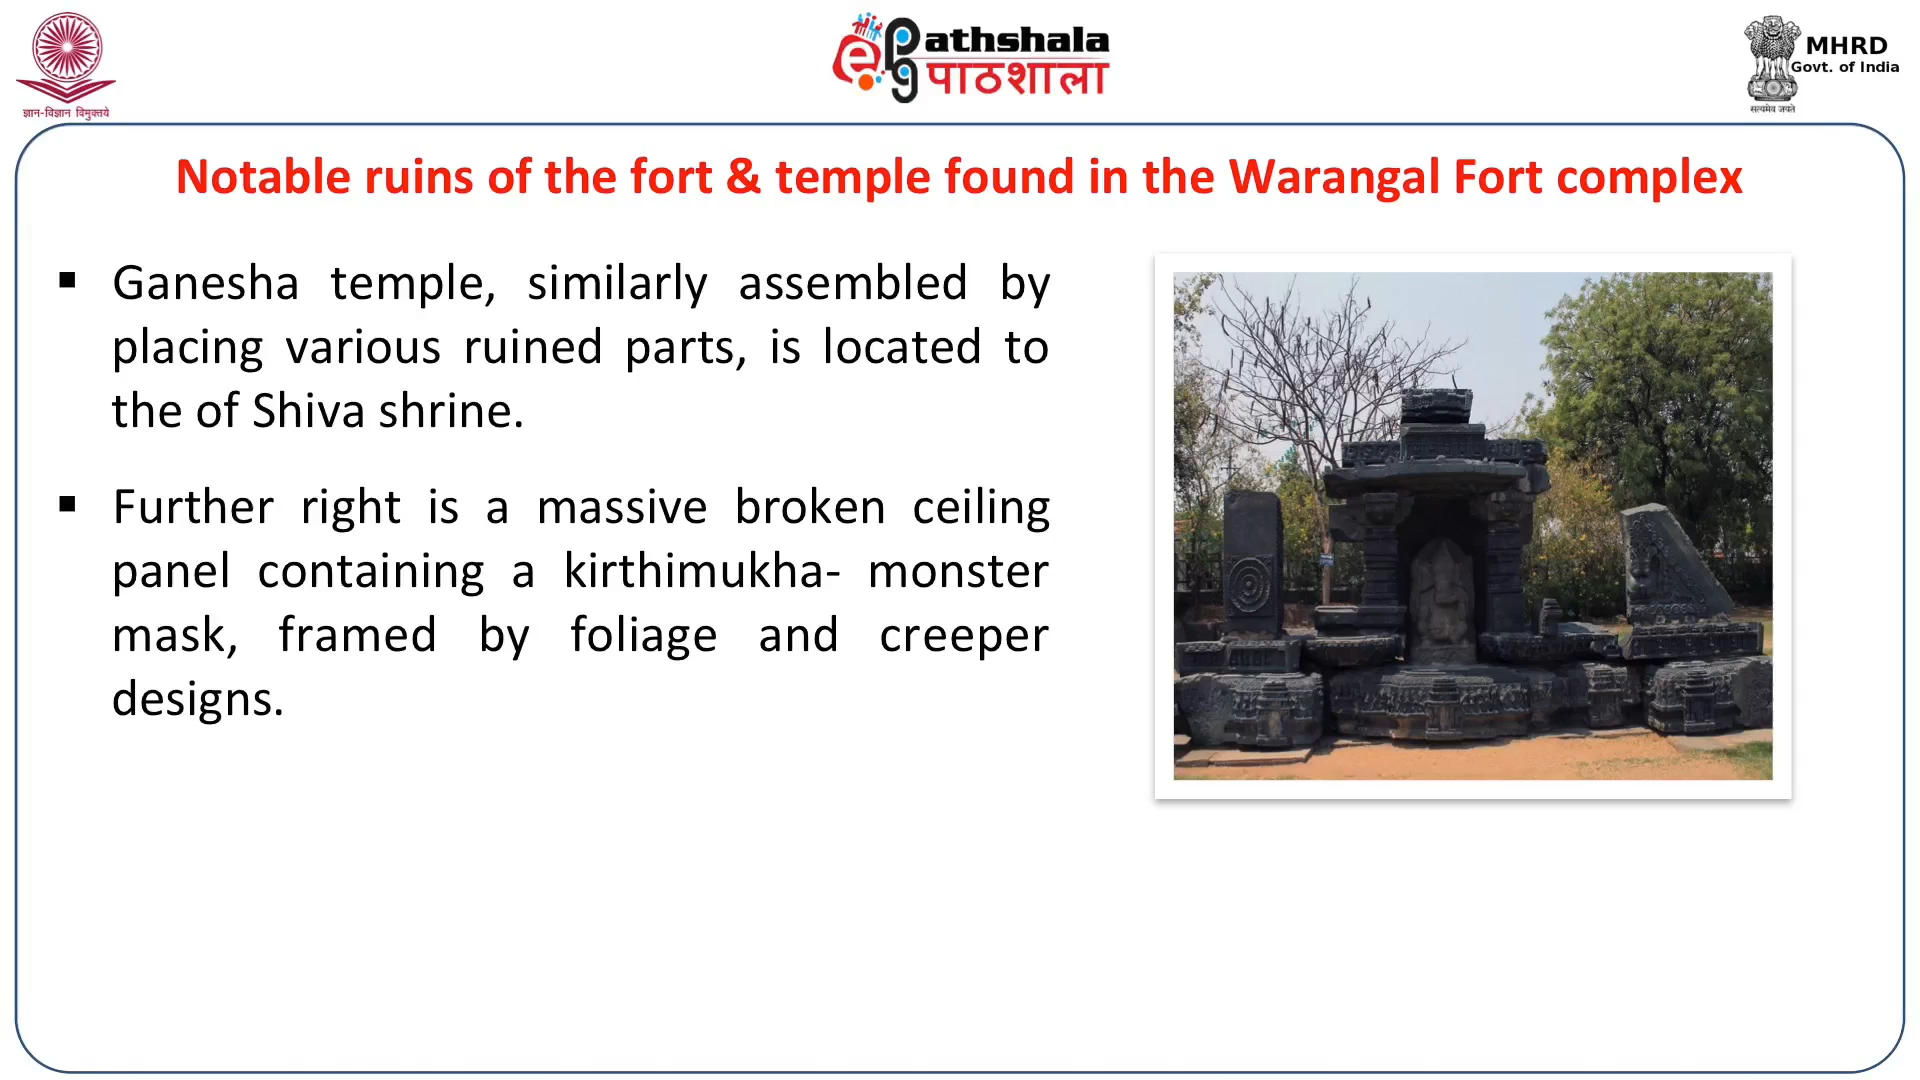 ज्ञान-विज्ञान विमुक्तये
ePG Pathshala
पाठशाला
MHRD
Govt. of India
सत्यमेव जयते
Notable ruins of the fort & temple found in the Warangal Fort complex
▪ Ganesha temple, similarly assembled by
placing various ruined parts, is located to
the of Shiva shrine.
▪ Further right is a massive broken ceiling
panel containing a kirthimukha- monster
mask, framed by foliage and creeper
designs.